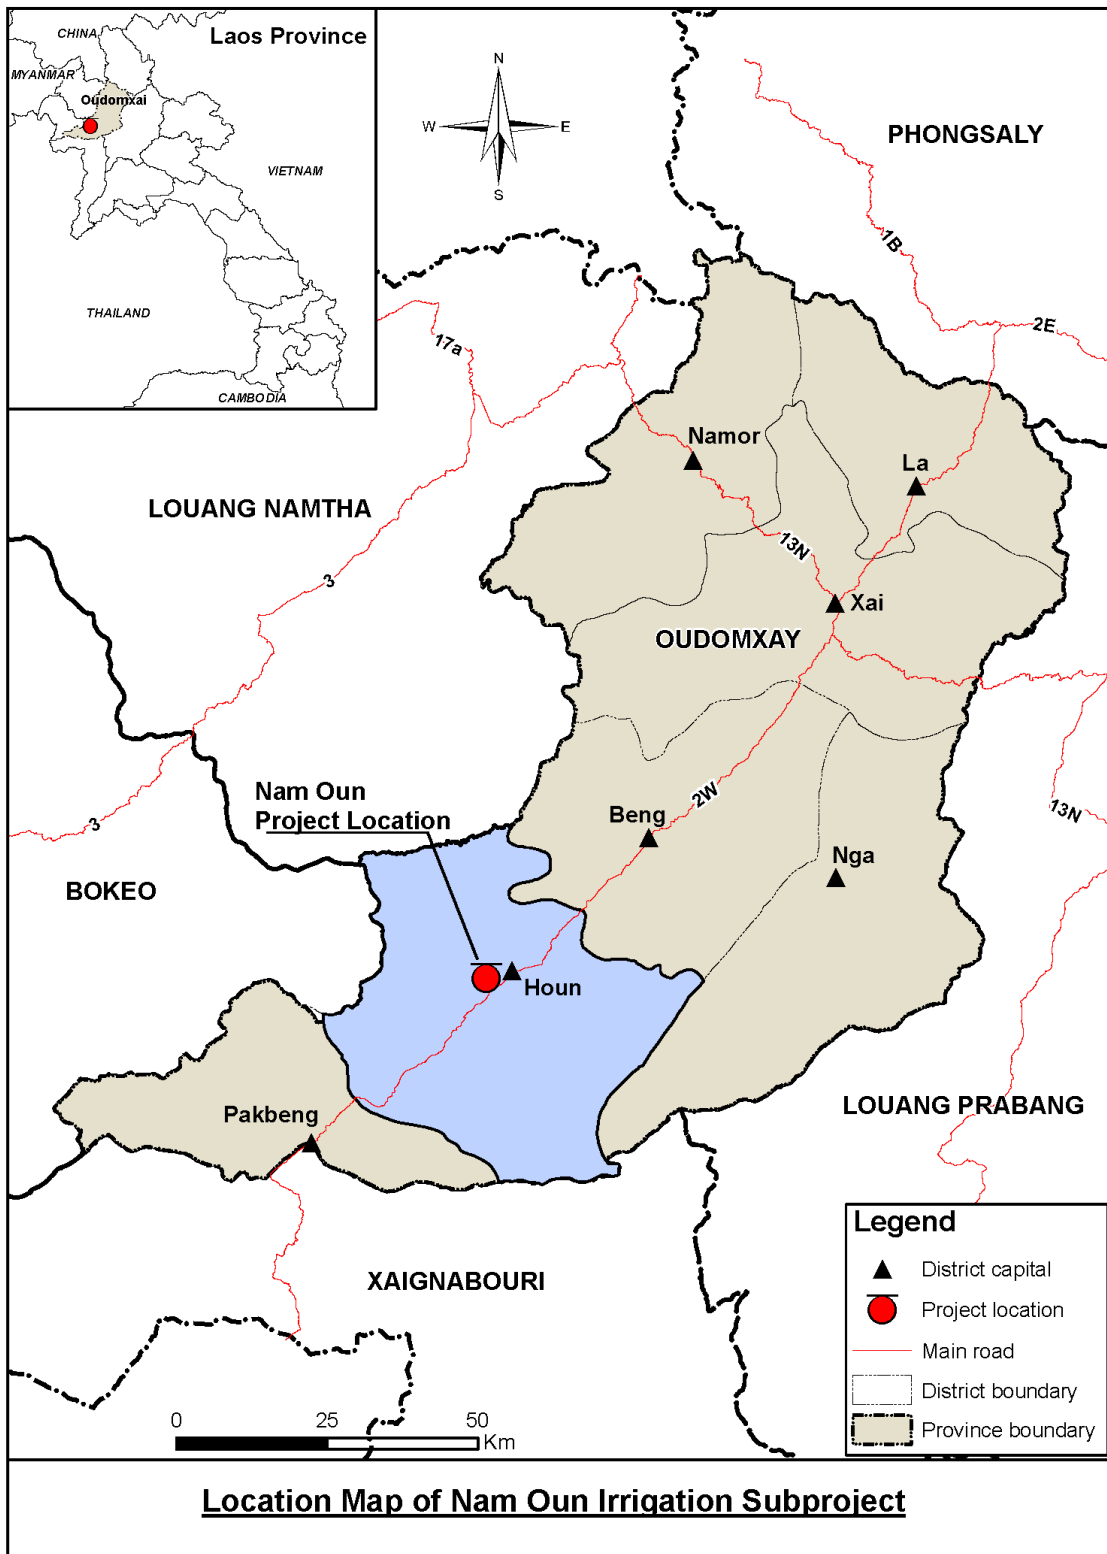 Laos Province
CHINA
MYANMAR
Oudomxai
VIETNAM
THAILAND
CAMBODIA
N
W
E
S
PHONGSALY
1B
2E
17a
Namor
La
LOUANG NAMTHA
13N
3
Xai
OUDOMXAY
Nam Oun
Project Location
2W
13N
Beng
3
Nga
BOKEO
Houn
Pakbeng
LOUANG PRABANG
XAIGNABOURI
Legend
District capital
Project location
Main road
District boundary
Province boundary
0 25 50
Km
Location Map of Nam Oun Irrigation Subproject